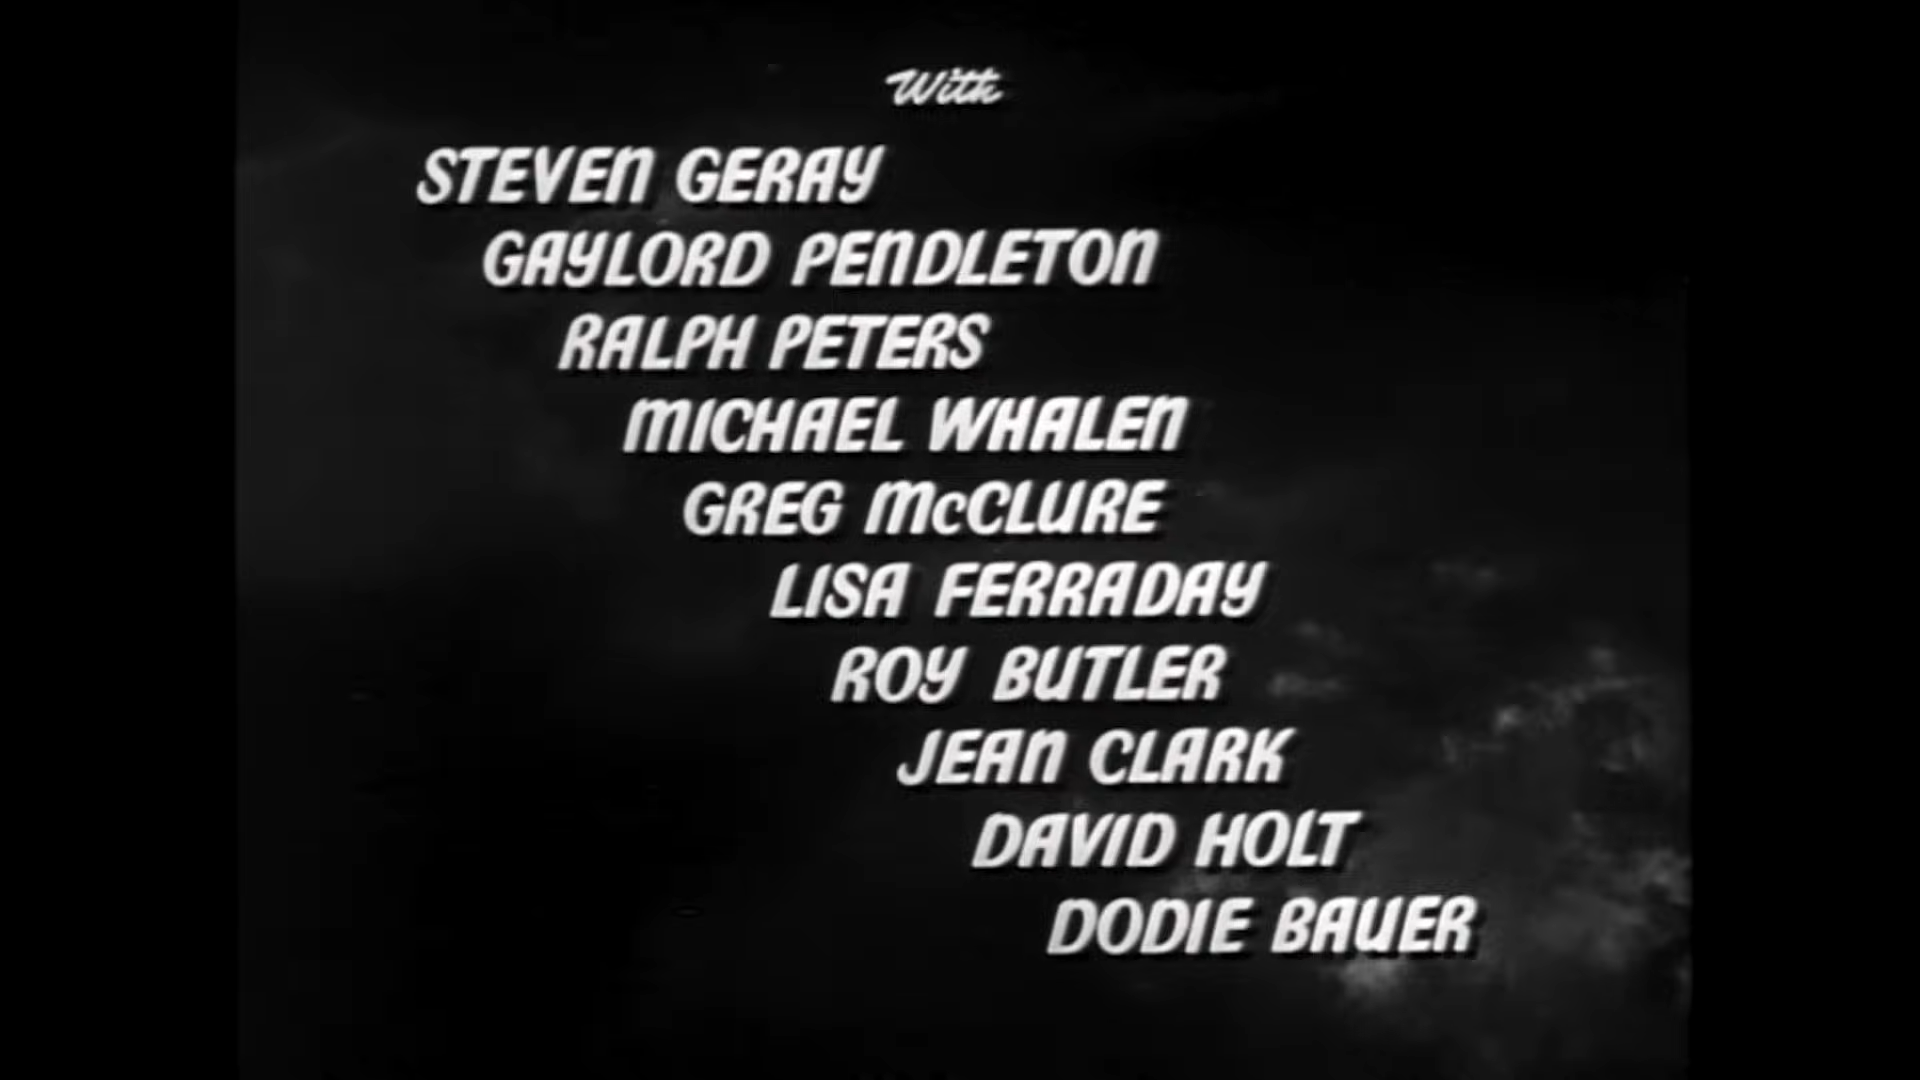 With
STEVEN GERAY
GAYLORD PENDLETON
RALPH PETERS
MICHAEL WHALEN
GREG McCLURE
LISA FERRADAY
ROY BUTLER
JEAN CLARK
DAVID HOLT
DODIE BAUER